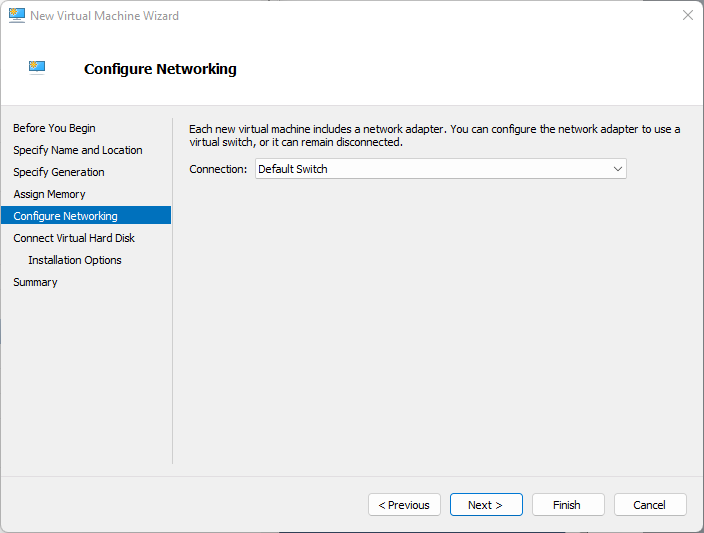 New Virtual Machine Wizard
Configure Networking
Before You Begin
Specify Name and Location
Specify Generation
Assign Memory
Configure Networking
Connect Virtual Hard Disk
Installation Options
Summary
Each new virtual machine includes a network adapter. You can configure the network adapter to use a
virtual switch, or it can remain disconnected.
Connection: Default Switch
< Previous Next > Finish Cancel